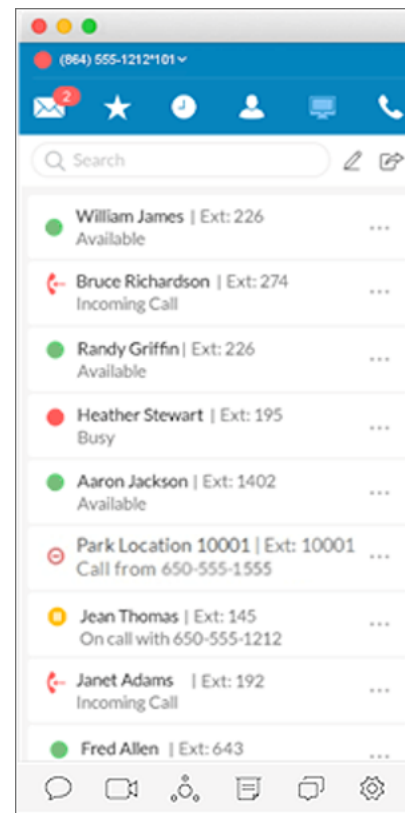 (864) 555-1212*101
2
Search
William James | Ext: 226
Available
Bruce Richardson | Ext: 274
Incoming Call
Randy Griffin | Ext: 226
Available
Heather Stewart | Ext: 195
Busy
Aaron Jackson | Ext: 1402
Available
Park Location 10001 | Ext: 10001
Call from 650-555-1555
Jean Thomas | Ext: 145
On call with 650-555-1212
Janet Adams | Ext: 192
Incoming Call
Fred Allen | Ext: 643